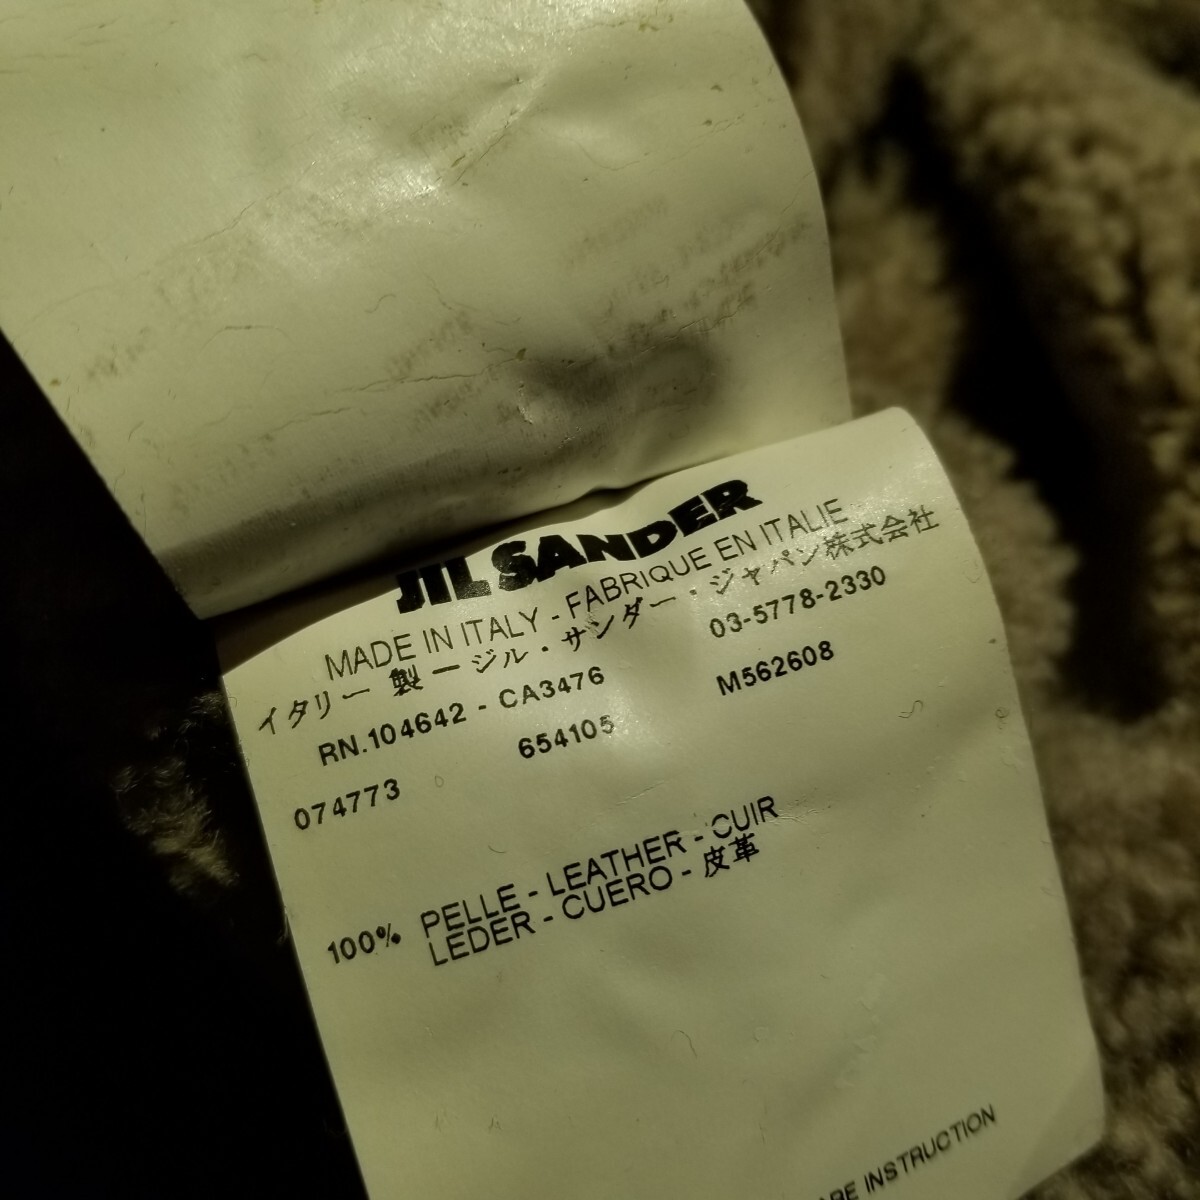 JIL SANDER
MADE IN ITALY - FABRIQUE EN ITALIE
イタリー 製 ージル・サンダー・ジャパン株式会社
RN.104642 - CA3476 03-5778-2330
074773 654105 M562608
100% PELLE - LEATHER - CUIR
LEDER - CUERO - 皮革
INSTRUCTION